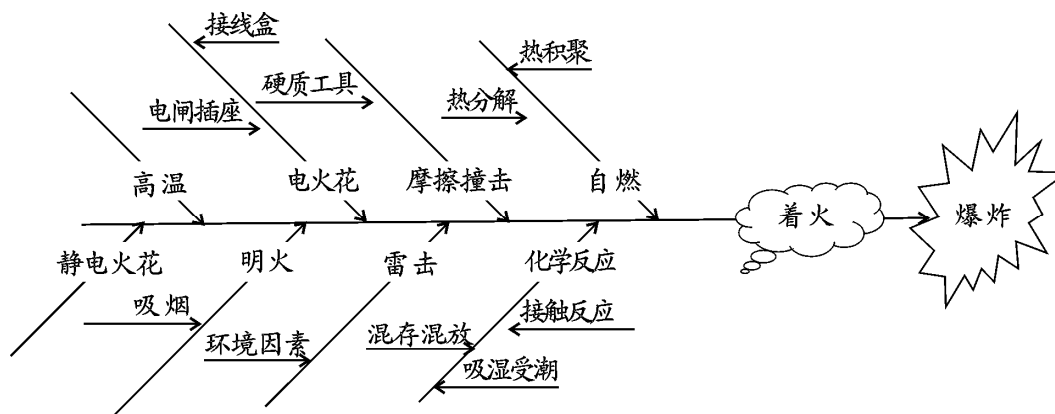 接线盒
热积聚
硬质工具
电闸插座
热分解
高温
电火花
摩擦撞击
自燃
着火
爆炸
静电火花
明火
雷击
化学反应
吸烟
接触反应
环境因素
混存混放
吸湿受潮